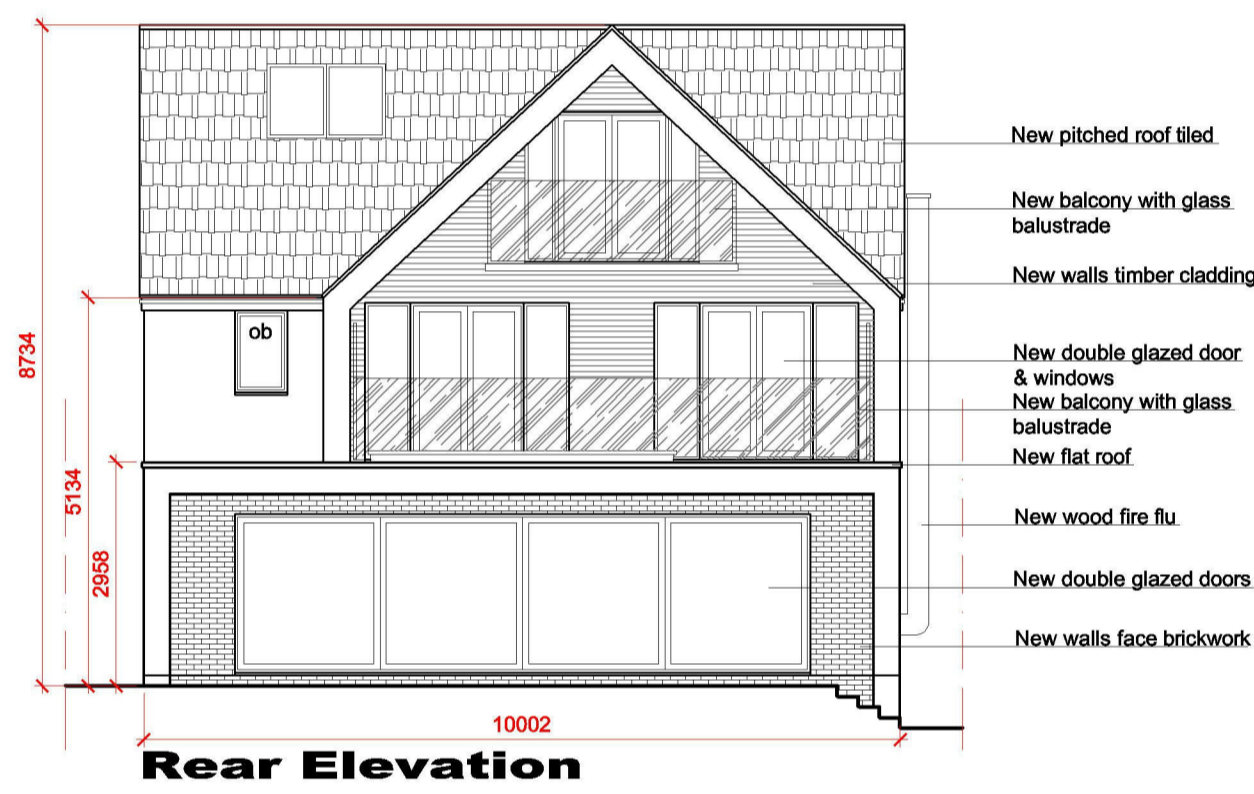 New pitched roof tiled
New balcony with glass
balustrade
New walls timber cladding
ob
8734
New double glazed door
& windows
New balcony with glass
balustrade
New flat roof
5134
New wood fire flu
2958
New double glazed doors
New walls face brickwork
10002
Rear Elevation